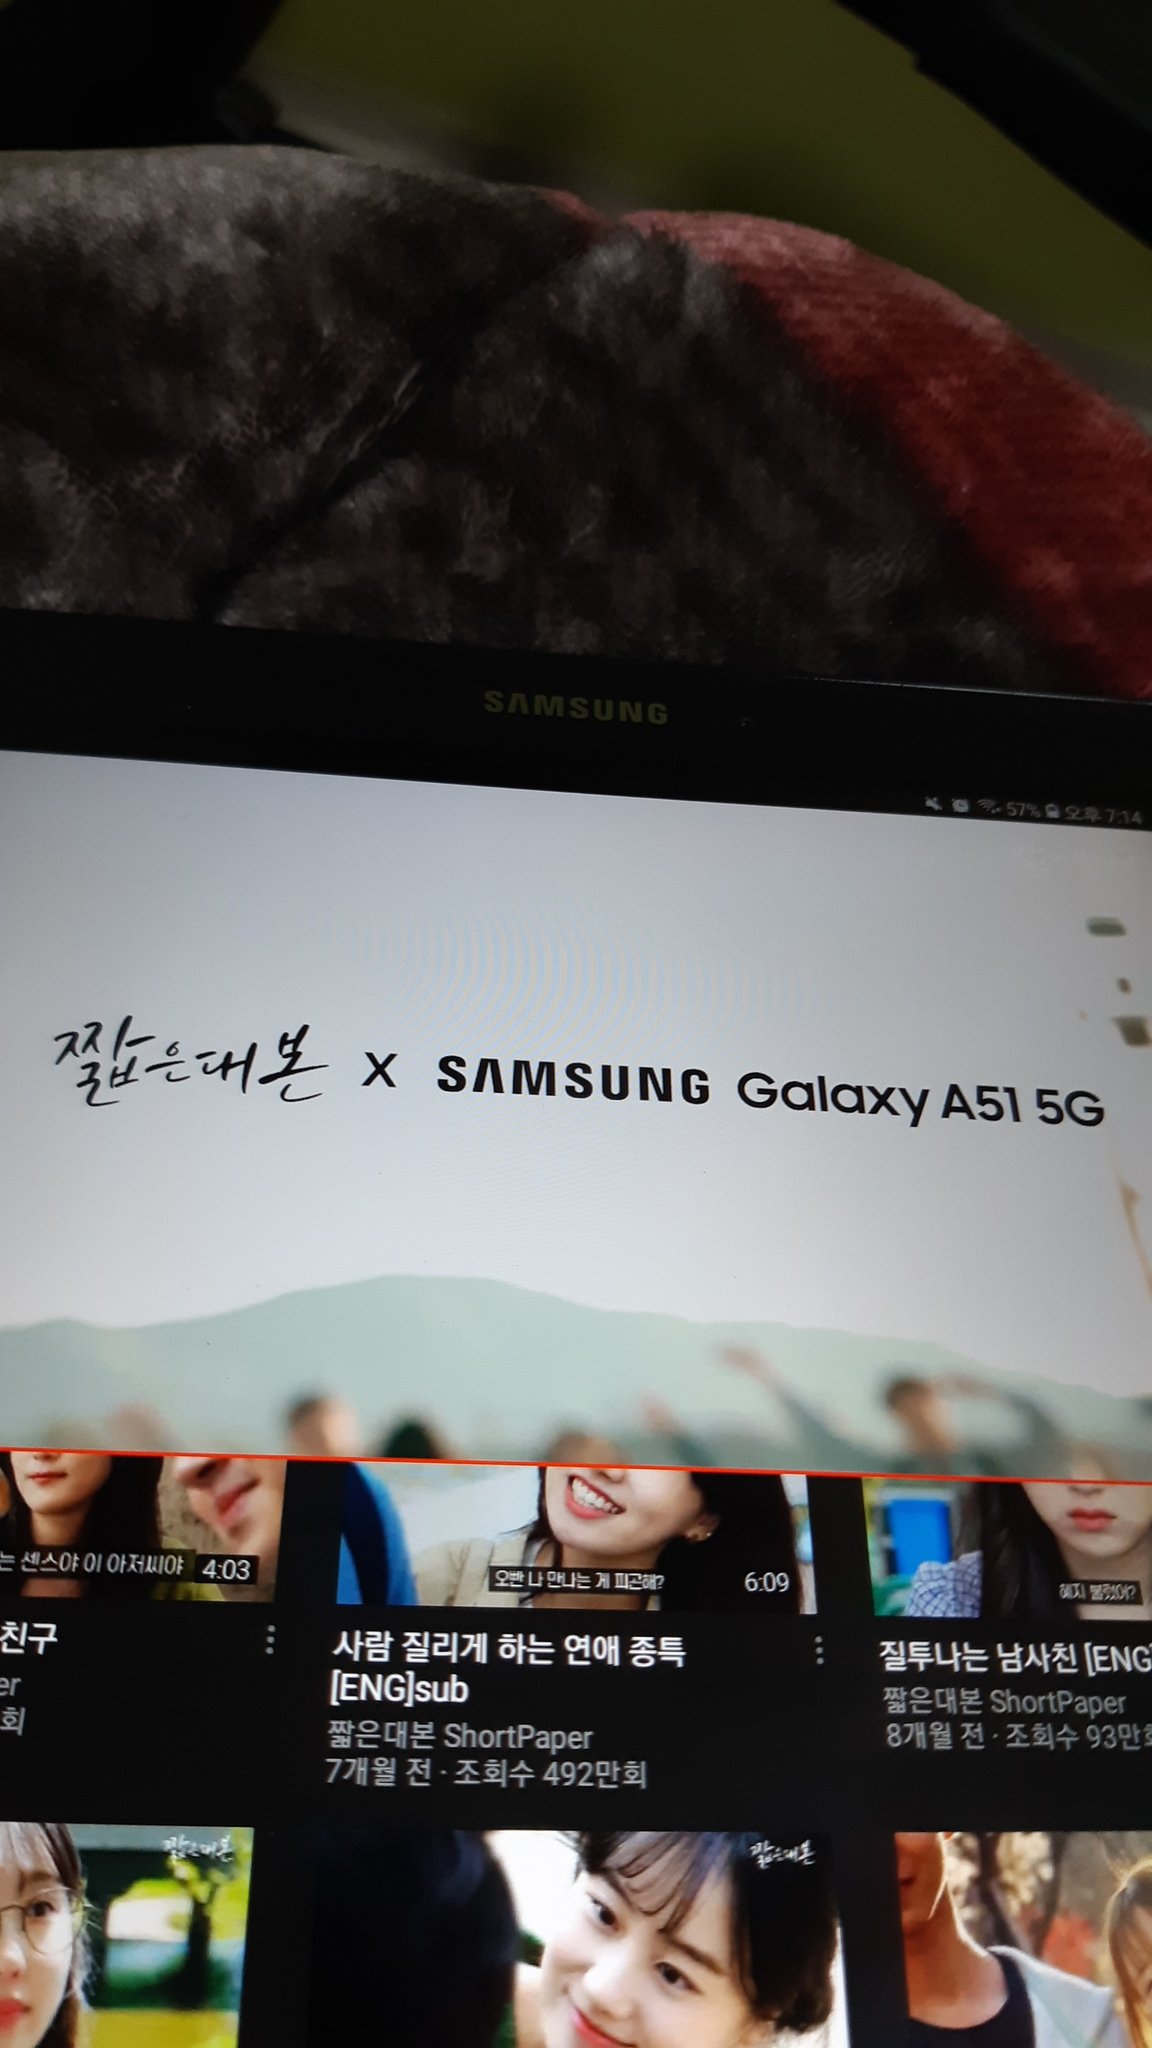 SAMSUNG
57% 오후 7:14
짧은대본 X SAMSUNG Galaxy A51 5G
는 센스야 이 아저씨야 4:03
오빤 나 만나는 게 피곤해?
6:09
혜지 불렀어?
친구
er
회
사람 질리게 하는 연애 종특
[ENG]sub
짧은대본 ShortPaper
7개월 전 · 조회수 492만회
질투나는 남사친 [ENG]
짧은대본 ShortPaper
8개월 전 · 조회수 93만회
짧은대본
짧은대본